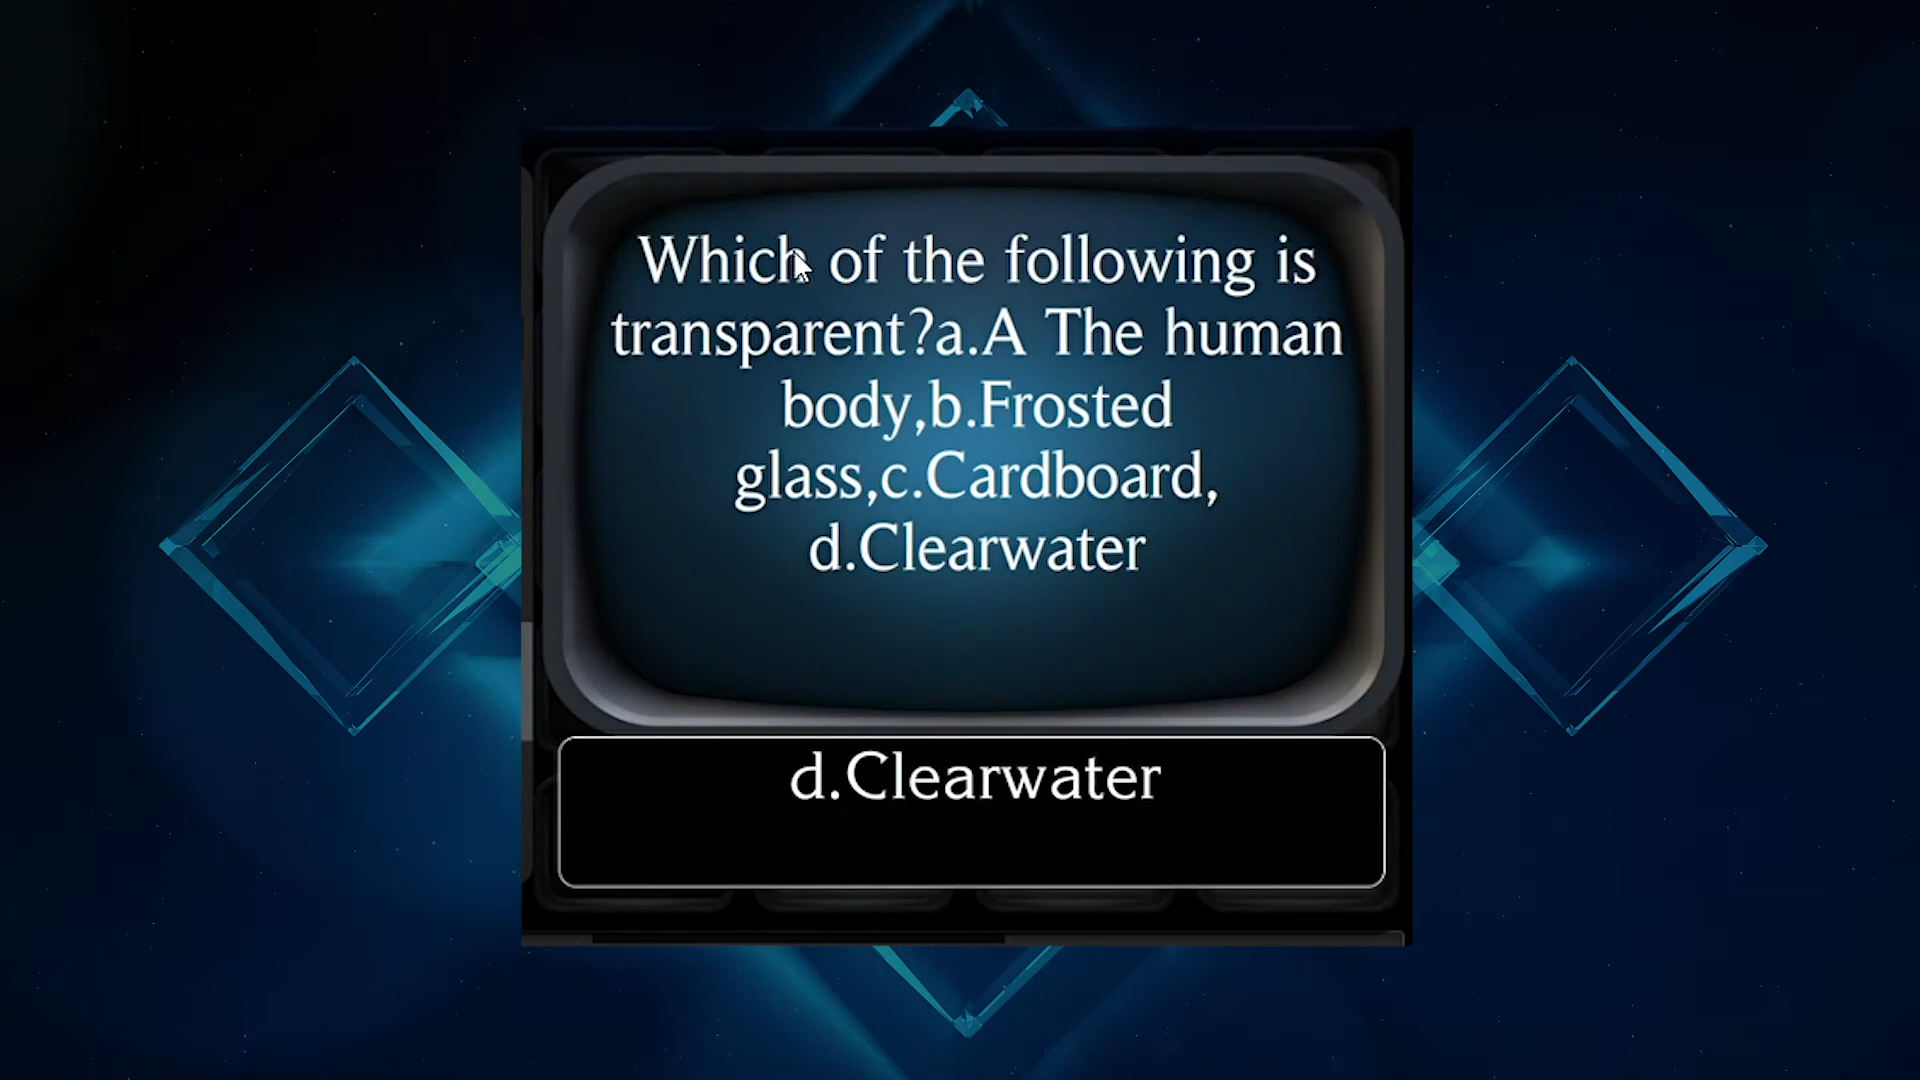 Which of the following is
transparent?a.A The human
body,b.Frosted
glass,c.Cardboard,
d.Clearwater
d.Clearwater